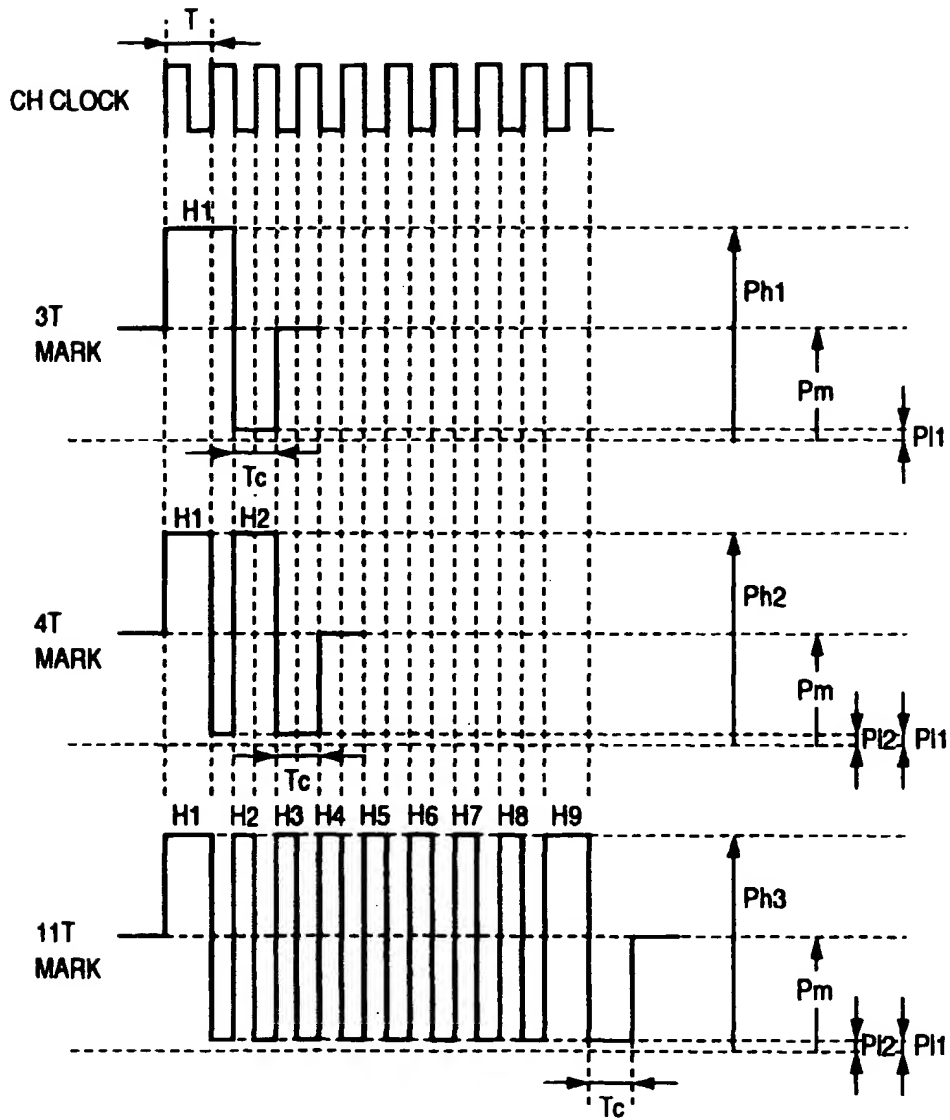 T
CH CLOCK
H1
3T
MARK
Ph1
Pm
Pl1
Tc
H1 H2
4T
MARK
Ph2
Pm
Pl2 Pl1
Tc
H1 H2 H3 H4 H5 H6 H7 H8 H9
11T
MARK
Ph3
Pm
Pl2 Pl1
Tc